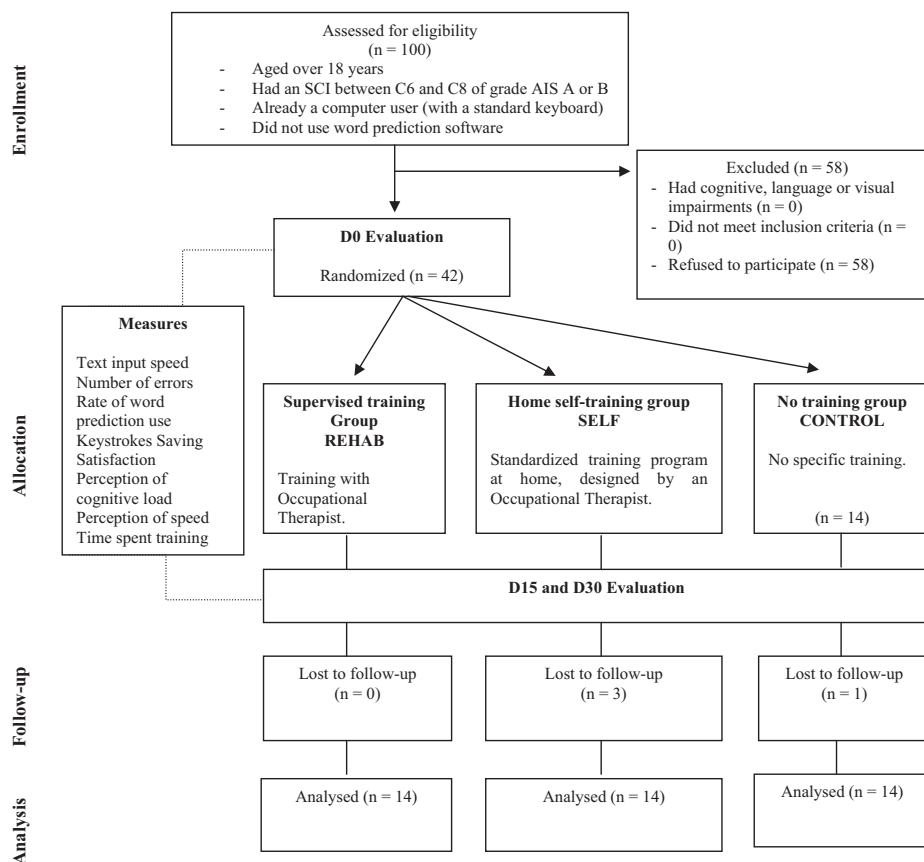 Enrollment
Assessed for eligibility
(n = 100)
- Aged over 18 years
- Had an SCI between C6 and C8 of grade AIS A or B
- Already a computer user (with a standard keyboard)
- Did not use word prediction software
Excluded (n = 58)
- Had cognitive, language or visual
impairments (n = 0)
- Did not meet inclusion criteria (n =
0)
- Refused to participate (n = 58)
D0 Evaluation
Randomized (n = 42)
Measures
Text input speed
Number of errors
Rate of word
prediction use
Keystrokes Saving
Satisfaction
Perception of
cognitive load
Perception of speed
Time spent training
Allocation
Supervised training
Group
REHAB
Training with
Occupational
Therapist.
Home self-training group
SELF
Standardized training program
at home, designed by an
Occupational Therapist.
No training group
CONTROL
No specific training.
(n = 14)
D15 and D30 Evaluation
Follow-up
Lost to follow-up
(n = 0)
Lost to follow-up
(n = 3)
Lost to follow-up
(n = 1)
Analysis
Analysed (n = 14)
Analysed (n = 14)
Analysed (n = 14)